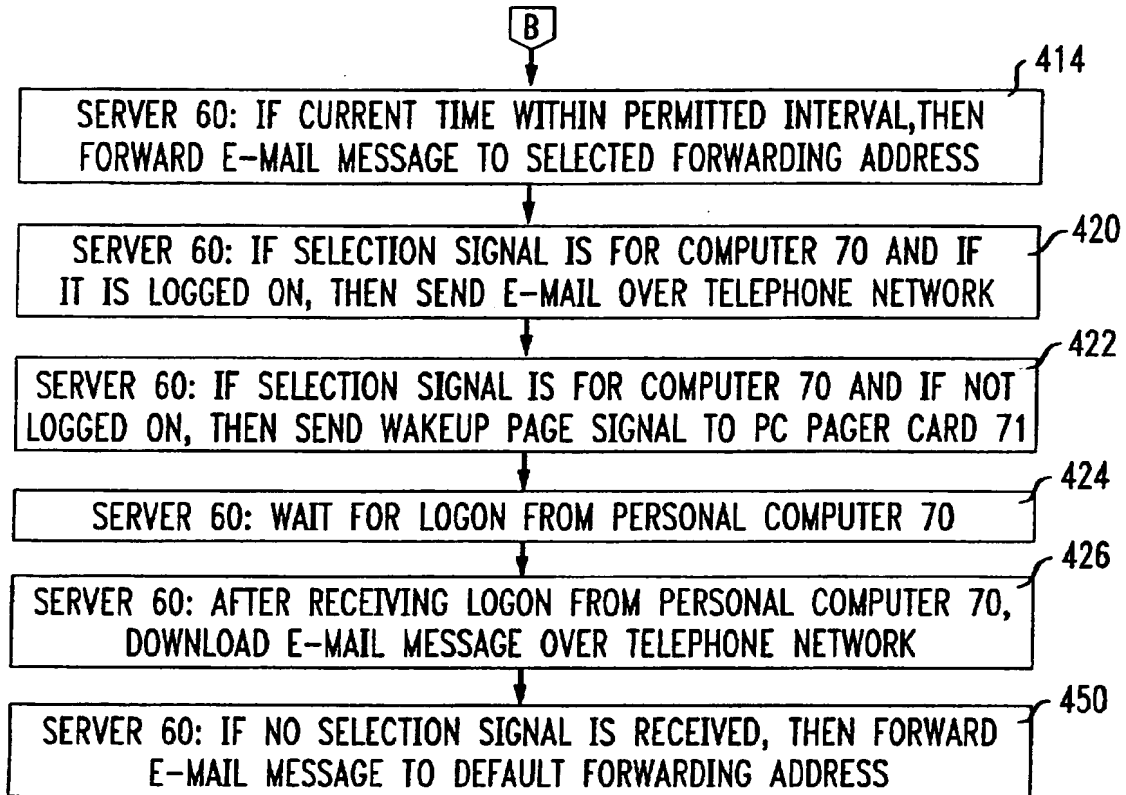 B
414
SERVER 60: IF CURRENT TIME WITHIN PERMITTED INTERVAL,THEN
FORWARD E-MAIL MESSAGE TO SELECTED FORWARDING ADDRESS
420
SERVER 60: IF SELECTION SIGNAL IS FOR COMPUTER 70 AND IF
IT IS LOGGED ON, THEN SEND E-MAIL OVER TELEPHONE NETWORK
422
SERVER 60: IF SELECTION SIGNAL IS FOR COMPUTER 70 AND IF NOT
LOGGED ON, THEN SEND WAKEUP PAGE SIGNAL TO PC PAGER CARD 71
424
SERVER 60: WAIT FOR LOGON FROM PERSONAL COMPUTER 70
426
SERVER 60: AFTER RECEIVING LOGON FROM PERSONAL COMPUTER 70,
DOWNLOAD E-MAIL MESSAGE OVER TELEPHONE NETWORK
450
SERVER 60: IF NO SELECTION SIGNAL IS RECEIVED, THEN FORWARD
E-MAIL MESSAGE TO DEFAULT FORWARDING ADDRESS